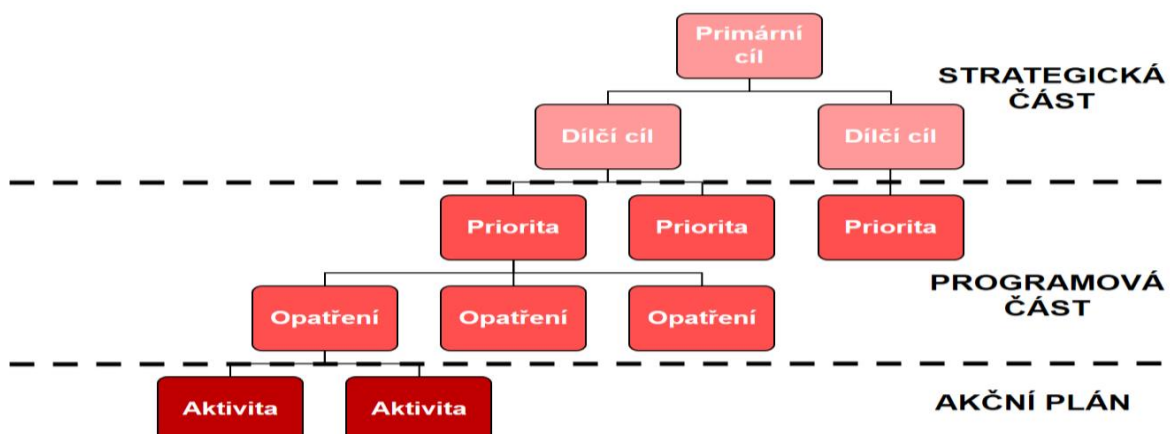 Primární
cíl
STRATEGICKÁ
ČÁST
Dílčí cíl
Dílčí cíl
Priorita
Priorita
Priorita
PROGRAMOVÁ
ČÁST
Opatření
Opatření
Opatření
Aktivita
Aktivita
AKČNÍ PLÁN